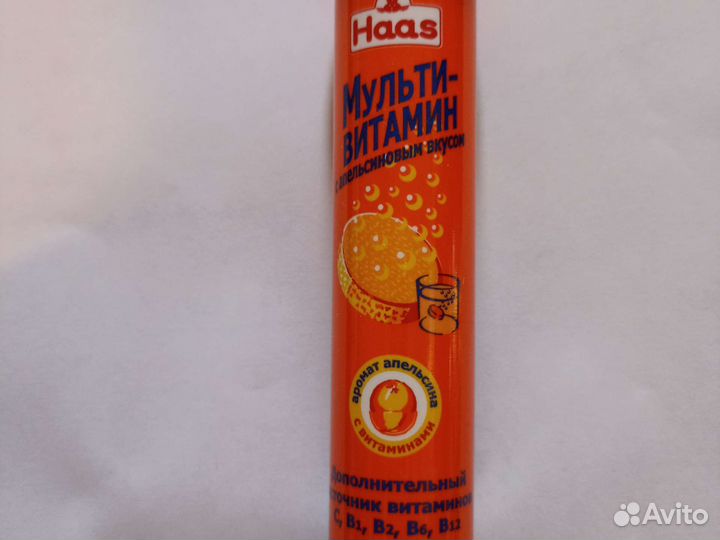 Haas
МУЛЬТИ-
ВИТАМИН
с апельсиновым вкусом
аромат апельсина
с витаминами
Дополнительный
источник витаминов
C, B1, B2, B6, B12
Avito